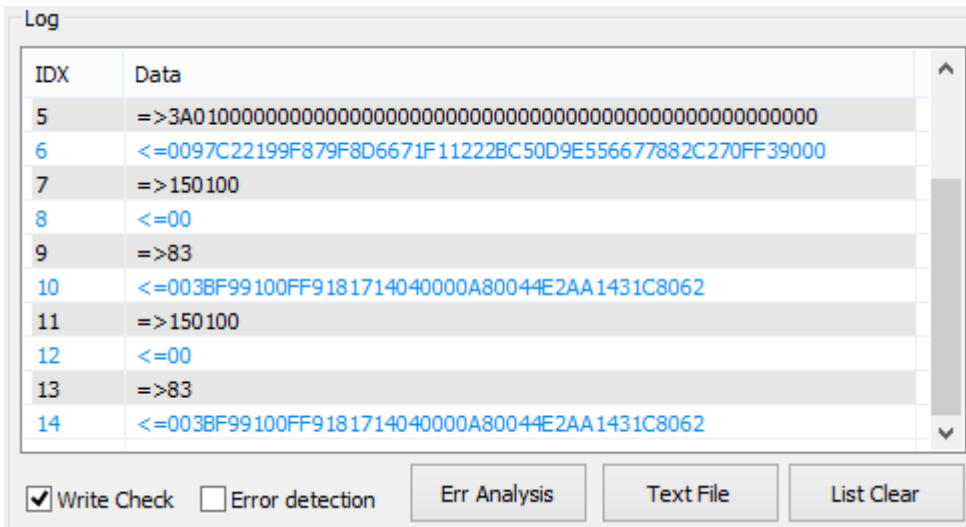 Log
IDX Data
5 =>3A0100000000000000000000000000000000000000000000000000
6 <=0097C22199F879F8D6671F11222BC50D9E556677882C270FF39000
7 =>150100
8 <=00
9 =>83
10 <=003BF99100FF9181714040000A80044E2AA1431C8062
11 =>150100
12 <=00
13 =>83
14 <=003BF99100FF9181714040000A80044E2AA1431C8062
Write Check Error detection Err Analysis Text File List Clear